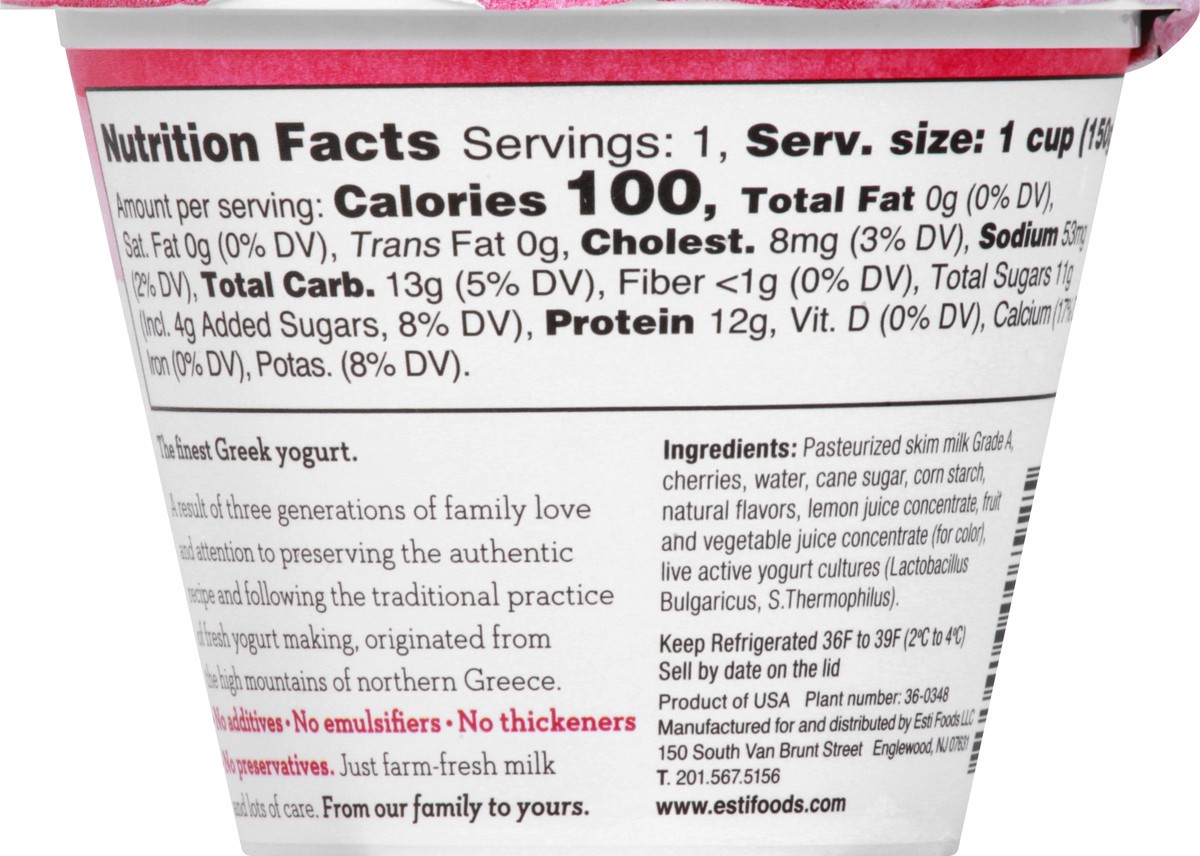 Nutrition Facts Servings: 1, Serv. size: 1 cup (150g
Amount per serving: Calories 100, Total Fat 0g (0% DV),
Sat. Fat 0g (0% DV), Trans Fat 0g, Cholest. 8mg (3% DV), Sodium 53mg
(2% DV), Total Carb. 13g (5% DV), Fiber <1g (0% DV), Total Sugars 11g
(Incl. 4g Added Sugars, 8% DV), Protein 12g, Vit. D (0% DV), Calcium (17%)
Iron (0% DV), Potas. (8% DV).
The finest Greek yogurt.
A result of three generations of family love
and attention to preserving the authentic
recipe and following the traditional practice
of fresh yogurt making, originated from
the high mountains of northern Greece.
No additives • No emulsifiers • No thickeners
No preservatives. Just farm-fresh milk
and lots of care. From our family to yours.
Ingredients: Pasteurized skim milk Grade A,
cherries, water, cane sugar, corn starch,
natural flavors, lemon juice concentrate, fruit
and vegetable juice concentrate (for color),
live active yogurt cultures (Lactobacillus
Bulgaricus, S.Thermophilus).
Keep Refrigerated 36F to 39F (2ºC to 4ºC)
Sell by date on the lid
Product of USA Plant number: 36-0348
Manufactured for and distributed by Esti Foods LLC
150 South Van Brunt Street Englewood, NJ 07631
T. 201.567.5156
www.estifoods.com